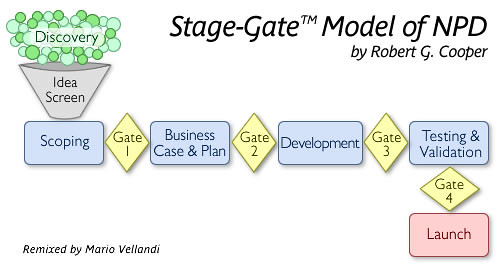 Stage-Gate™ Model of NPD
by Robert G. Cooper
Discovery
Idea
Screen
Scoping
Gate
1
Business
Case & Plan
Gate
2
Development
Gate
3
Testing &
Validation
Gate
4
Launch
Remixed by Mario Vellandi